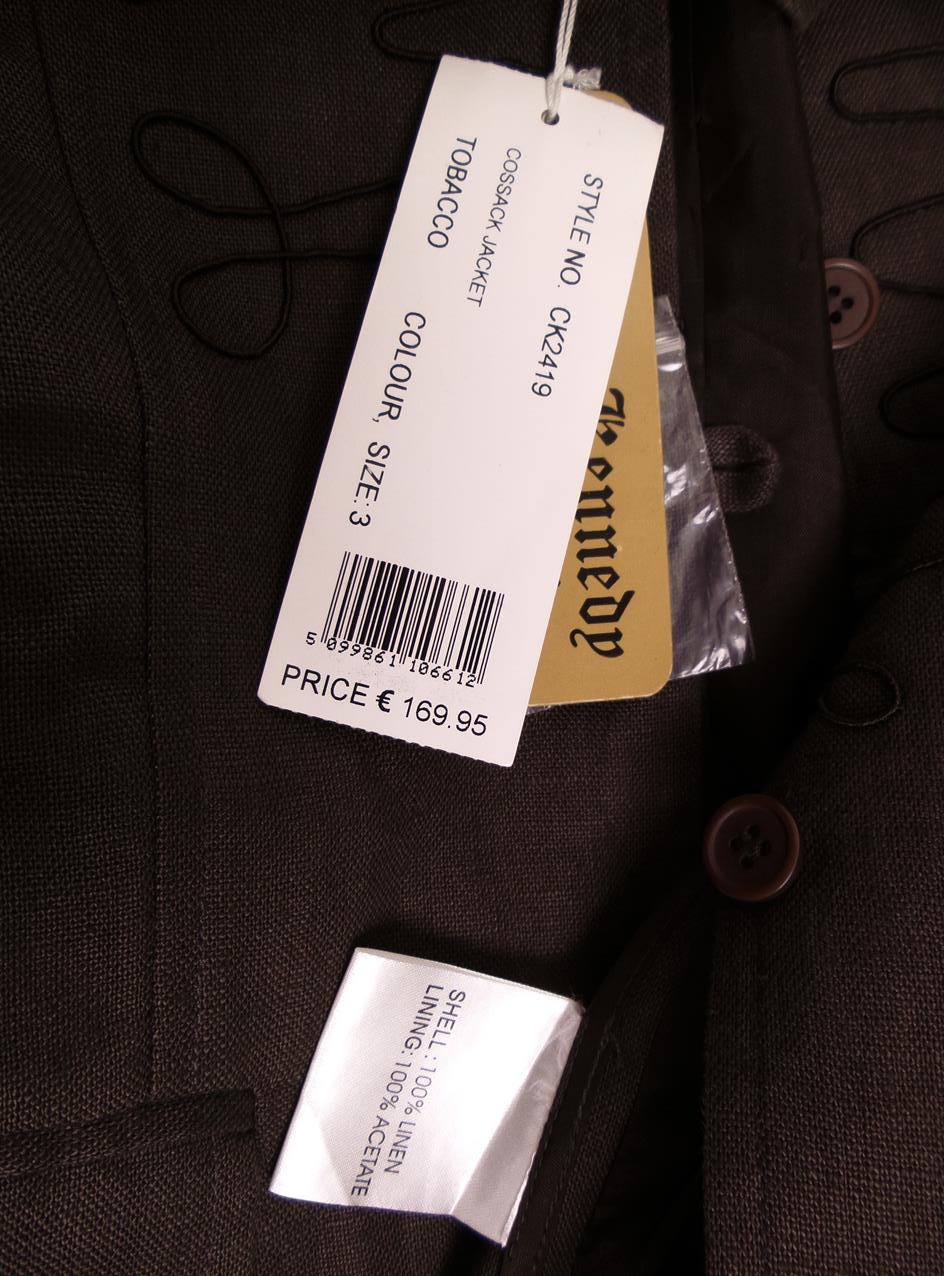 STYLE NO. CK2419
COSSACK JACKET
TOBACCO
COLOUR, SIZE: 3
5 099861 106612
PRICE € 169.95
Kennedy
SHELL : 100% LINEN
LINING: 100% ACETATE